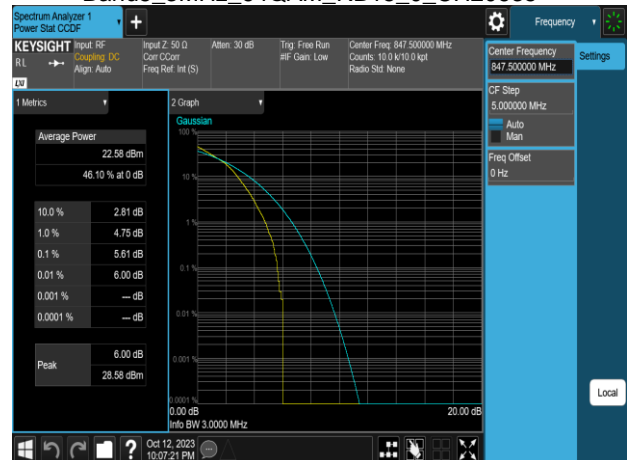 Spectrum Analyzer 1
Power Stat CCDF
Frequency
KEYSIGHT
RL
LXI
Input: RF
Coupling: DC
Align: Auto
Input Z: 50 Ω
Corr CCorr
Freq Ref: Int (S)
Atten: 30 dB
Trig: Free Run
#IF Gain: Low
Center Freq: 847.500000 MHz
Counts: 10.0 k/10.0 kpt
Radio Std: None
Center Frequency
847.500000 MHz
Settings
CF Step
5.000000 MHz
Auto
Man
Freq Offset
0 Hz
1 Metrics
Average Power
22.58 dBm
46.10 % at 0 dB
10.0 % 2.81 dB
1.0 % 4.75 dB
0.1 % 5.61 dB
0.01 % 6.00 dB
0.001 % --- dB
0.0001 % --- dB
Peak 6.00 dB
28.58 dBm
2 Graph
Gaussian
100 %
10 %
1 %
0.1 %
0.01 %
0.001 %
0.0001 %
0.00 dB 20.00 dB
Info BW 3.0000 MHz
Local
?
Oct 12, 2023
10:07:21 PM